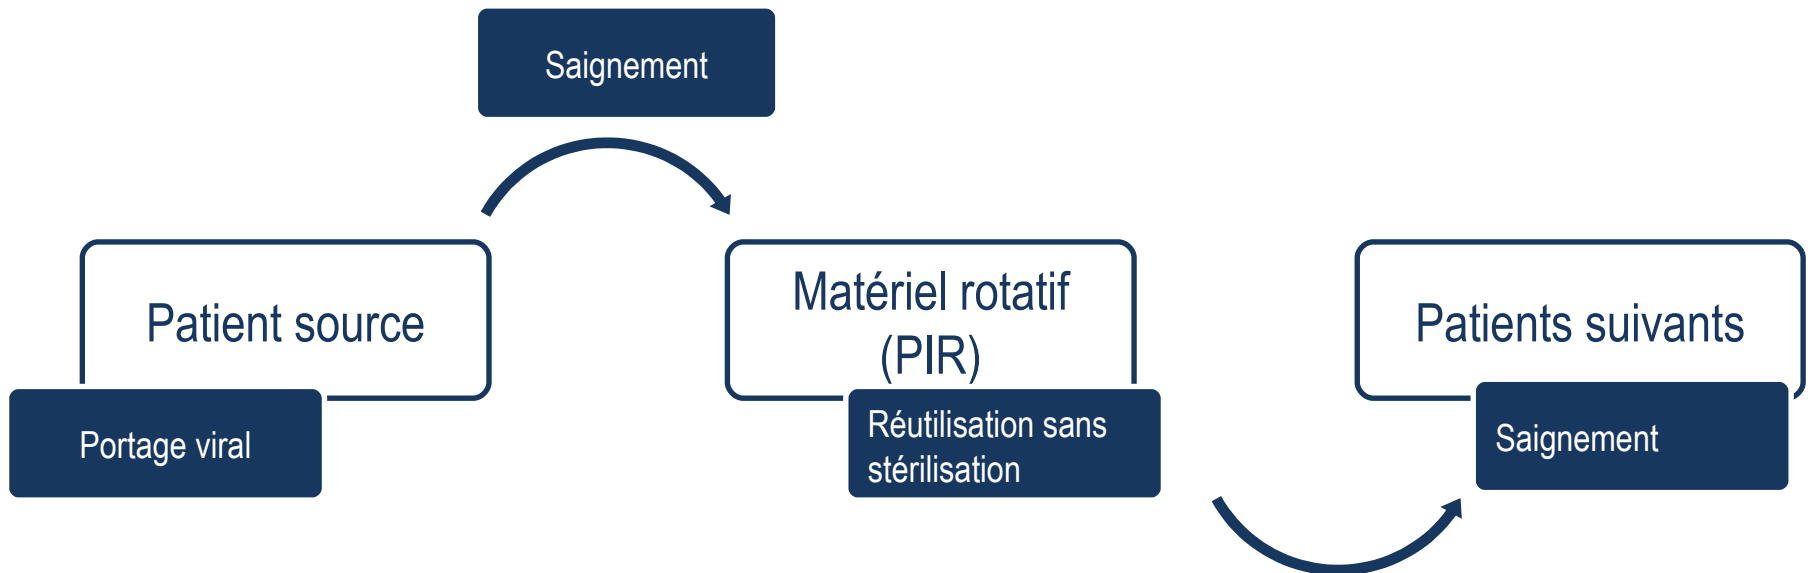 Saignement
Patient source
Portage viral
Matériel rotatif
(PIR)
Réutilisation sans
stérilisation
Patients suivants
Saignement